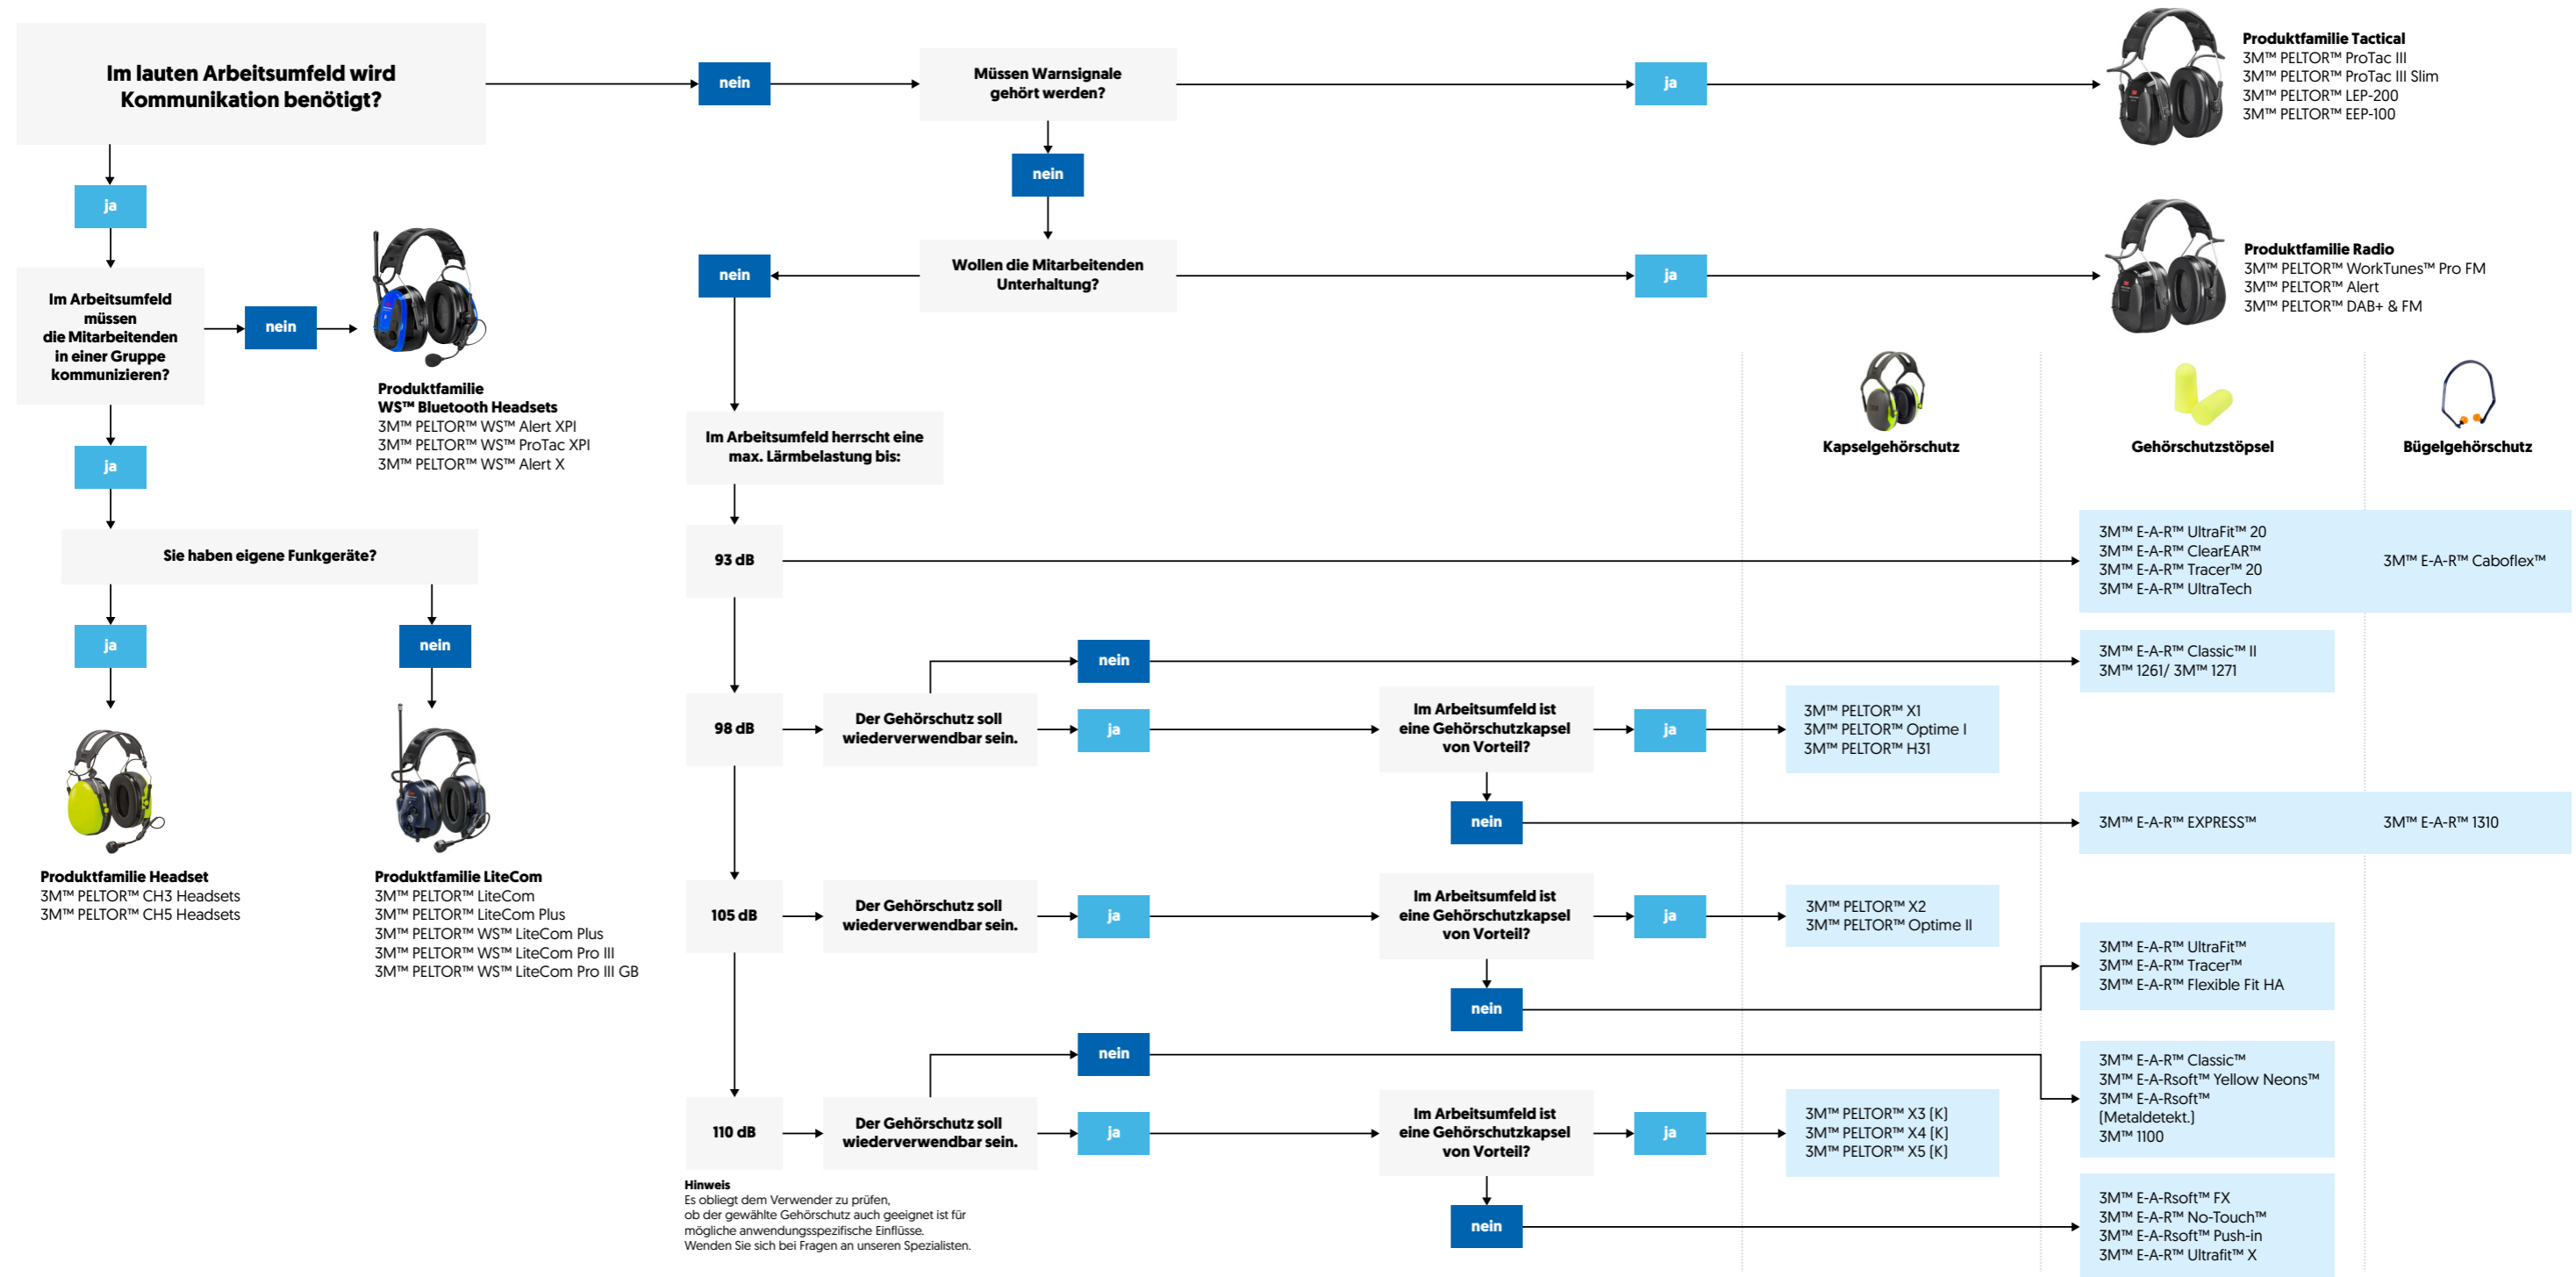 Im lauten Arbeitsumfeld wird
Kommunikation benötigt?
nein
Müssen Warnsignale
gehört werden?
ja
Produktfamilie Tactical
3M™ PELTOR™ ProTac III
3M™ PELTOR™ ProTac III Slim
3M™ PELTOR™ LEP-200
3M™ PELTOR™ EEP-100
nein
ja
nein
Wollen die Mitarbeitenden
Unterhaltung?
ja
Produktfamilie Radio
3M™ PELTOR™ WorkTunes™ Pro FM
3M™ PELTOR™ Alert
3M™ PELTOR™ DAB+ & FM
Im Arbeitsumfeld
müssen
die Mitarbeitenden
in einer Gruppe
kommunizieren?
nein
Produktfamilie
WS™ Bluetooth Headsets
3M™ PELTOR™ WS™ Alert XPI
3M™ PELTOR™ WS™ ProTac XPI
3M™ PELTOR™ WS™ Alert X
ja
Sie haben eigene Funkgeräte?
ja
nein
Produktfamilie Headset
3M™ PELTOR™ CH3 Headsets
3M™ PELTOR™ CH5 Headsets
Produktfamilie LiteCom
3M™ PELTOR™ LiteCom
3M™ PELTOR™ LiteCom Plus
3M™ PELTOR™ WS™ LiteCom Plus
3M™ PELTOR™ WS™ LiteCom Pro III
3M™ PELTOR™ WS™ LiteCom Pro III GB
Im Arbeitsumfeld herrscht eine
max. Lärmbelastung bis:
Kapselgehörschutz
Gehörschutzstöpsel
Bügelgehörschutz
93 dB
3M™ E-A-R™ UltraFit™ 20
3M™ E-A-R™ ClearEAR™
3M™ E-A-R™ Tracer™ 20
3M™ E-A-R™ UltraTech
3M™ E-A-R™ Caboflex™
nein
3M™ E-A-R™ Classic™ II
3M™ 1261/ 3M™ 1271
98 dB
Der Gehörschutz soll
wiederverwendbar sein.
ja
Im Arbeitsumfeld ist
eine Gehörschutzkapsel
von Vorteil?
ja
3M™ PELTOR™ X1
3M™ PELTOR™ Optime I
3M™ PELTOR™ H31
nein
3M™ E-A-R™ EXPRESS™
3M™ E-A-R™ 1310
105 dB
Der Gehörschutz soll
wiederverwendbar sein.
ja
Im Arbeitsumfeld ist
eine Gehörschutzkapsel
von Vorteil?
ja
3M™ PELTOR™ X2
3M™ PELTOR™ Optime II
nein
3M™ E-A-R™ UltraFit™
3M™ E-A-R™ Tracer™
3M™ E-A-R™ Flexible Fit HA
nein
3M™ E-A-R™ Classic™
3M™ E-A-Rsoft™ Yellow Neons™
3M™ E-A-Rsoft™
(Metaldetekt.)
3M™ 1100
110 dB
Der Gehörschutz soll
wiederverwendbar sein.
ja
Im Arbeitsumfeld ist
eine Gehörschutzkapsel
von Vorteil?
ja
3M™ PELTOR™ X3 (K)
3M™ PELTOR™ X4 (K)
3M™ PELTOR™ X5 (K)
nein
3M™ E-A-Rsoft™ FX
3M™ E-A-R™ No-Touch™
3M™ E-A-Rsoft™ Push-in
3M™ E-A-R™ Ultrafit™ X
Hinweis
Es obliegt dem Verwender zu prüfen,
ob der gewählte Gehörschutz auch geeignet ist für
mögliche anwendungsspezifische Einflüsse.
Wenden Sie sich bei Fragen an unseren Spezialisten.